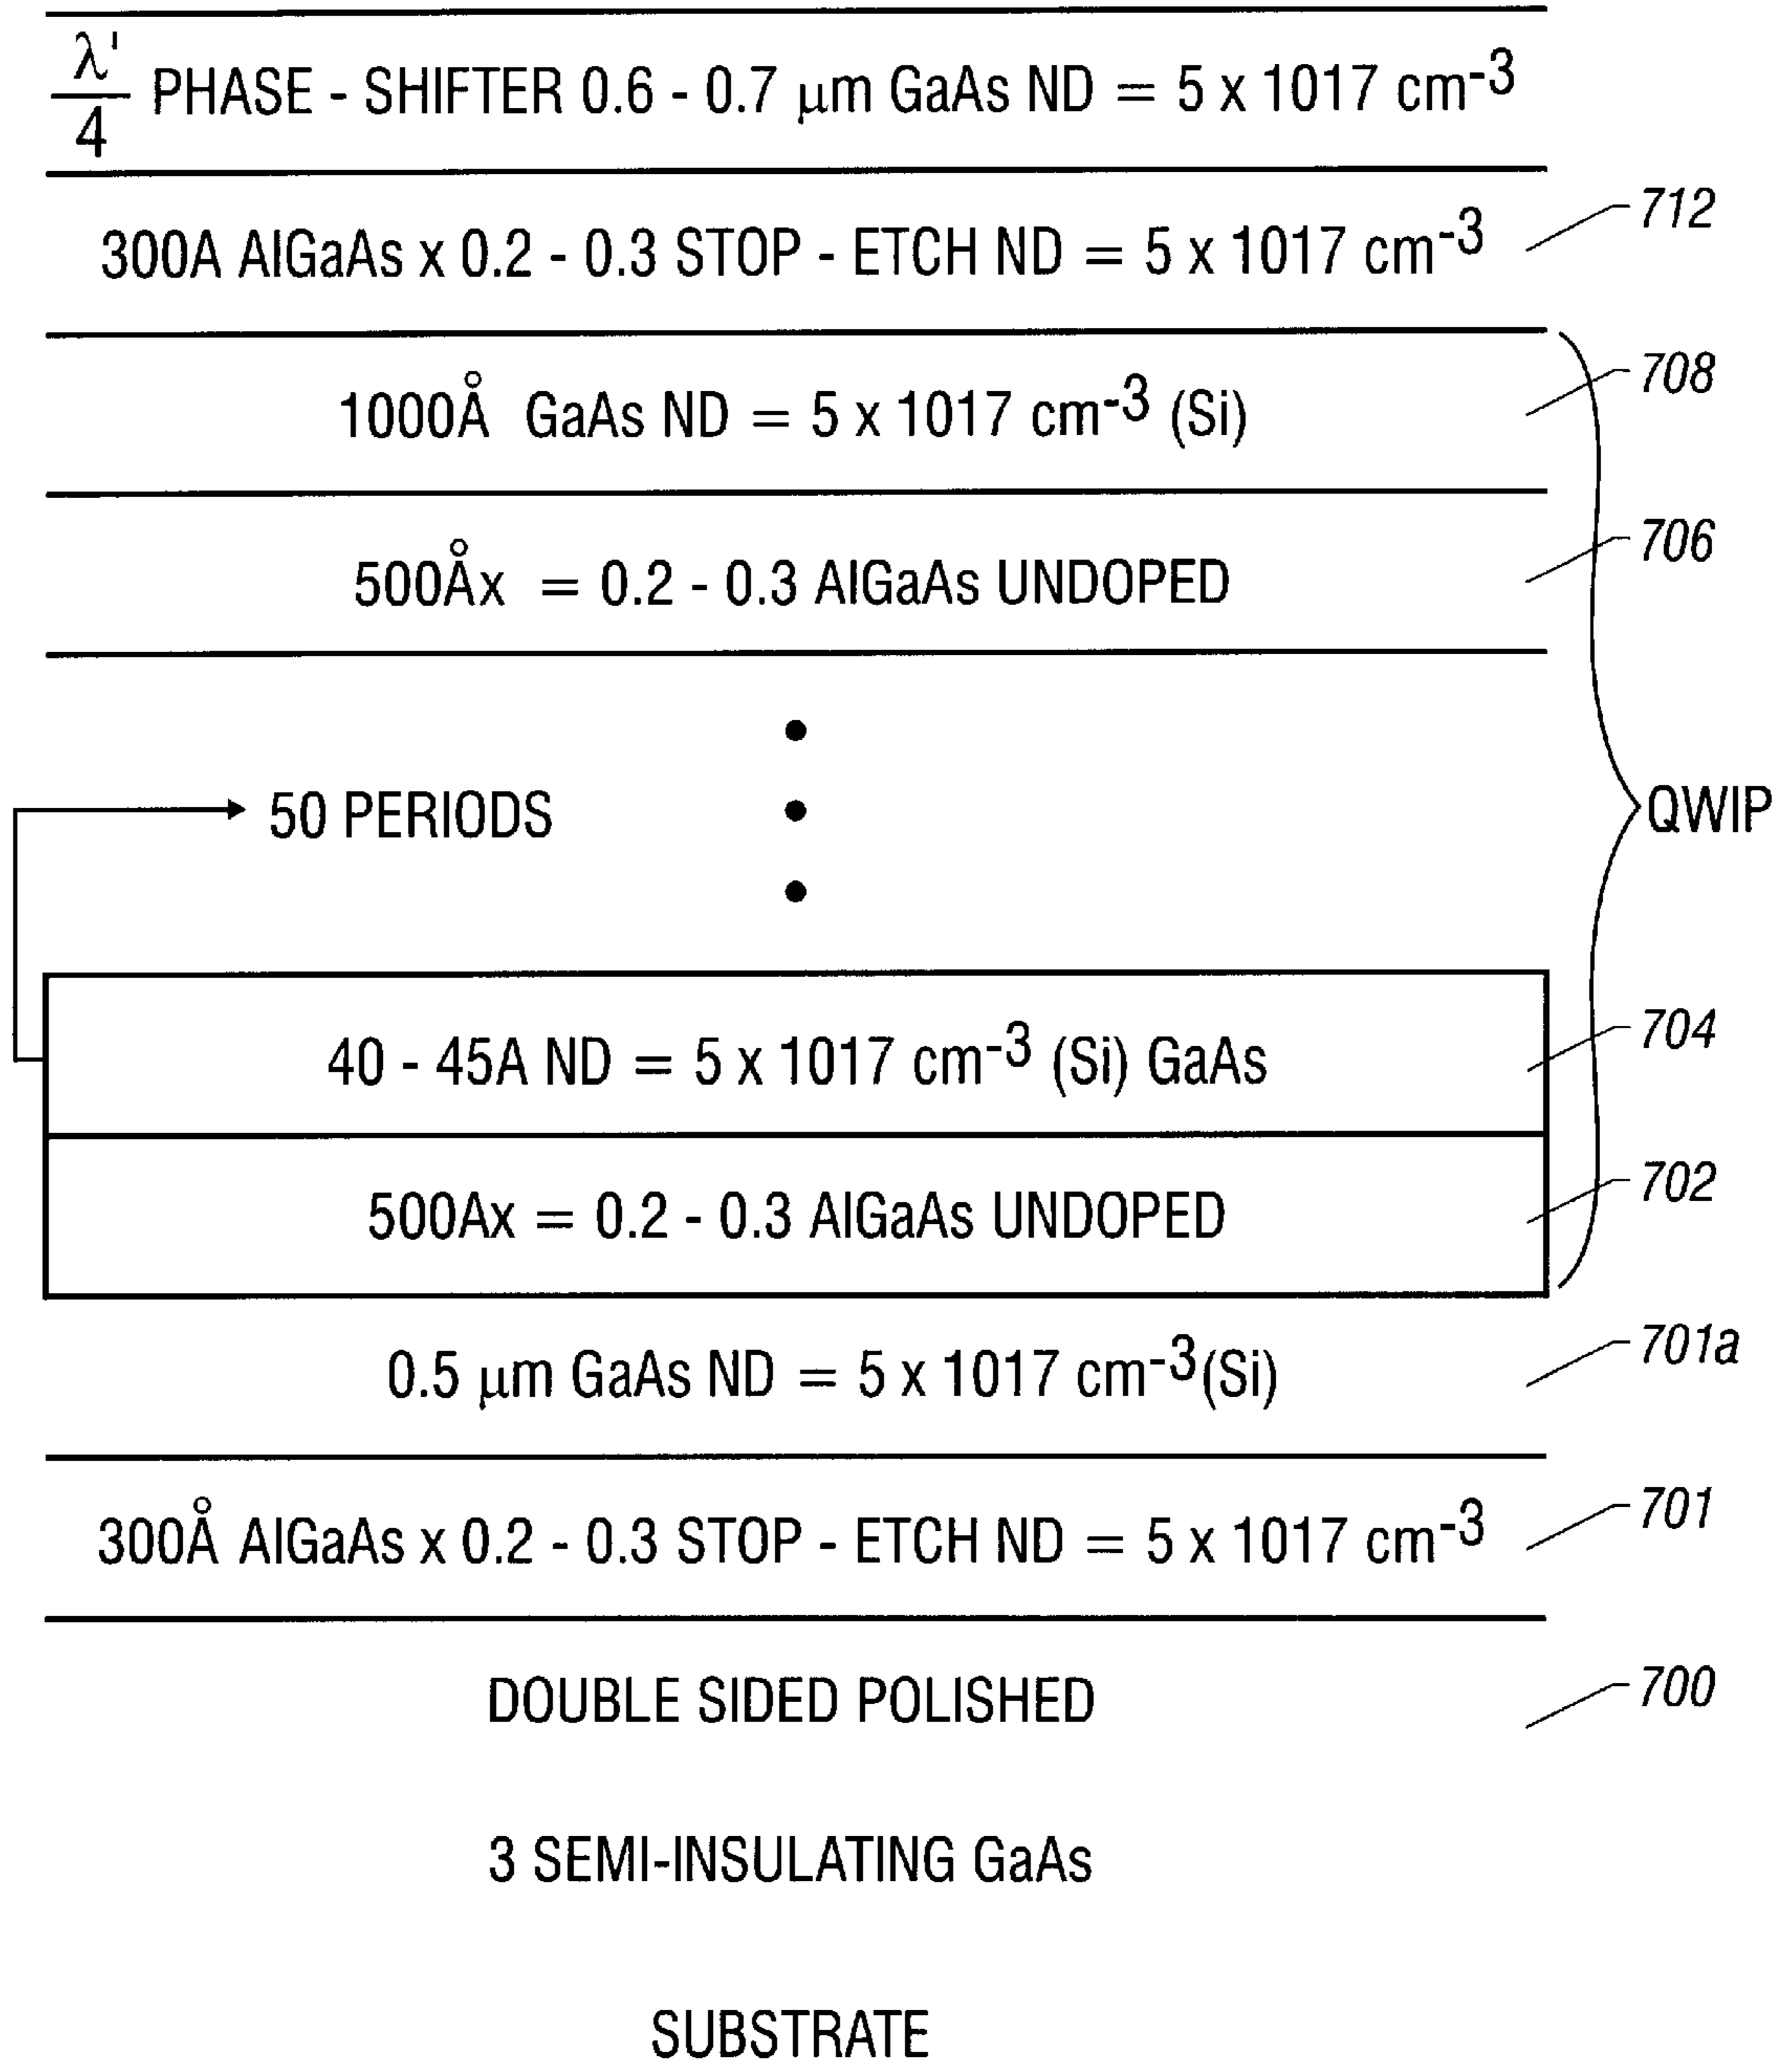 λ'/4 PHASE - SHIFTER 0.6 - 0.7 μm GaAs ND = 5 x 1017 cm-3
712
300A AlGaAs x 0.2 - 0.3 STOP - ETCH ND = 5 x 1017 cm-3
708
1000Å GaAs ND = 5 x 1017 cm-3 (Si)
706
500Åx = 0.2 - 0.3 AlGaAs UNDOPED
50 PERIODS
QWIP
704
40 - 45A ND = 5 x 1017 cm-3 (Si) GaAs
702
500Ax = 0.2 - 0.3 AlGaAs UNDOPED
701a
0.5 μm GaAs ND = 5 x 1017 cm-3(Si)
701
300Å AlGaAs x 0.2 - 0.3 STOP - ETCH ND = 5 x 1017 cm-3
700
DOUBLE SIDED POLISHED
3 SEMI-INSULATING GaAs
SUBSTRATE